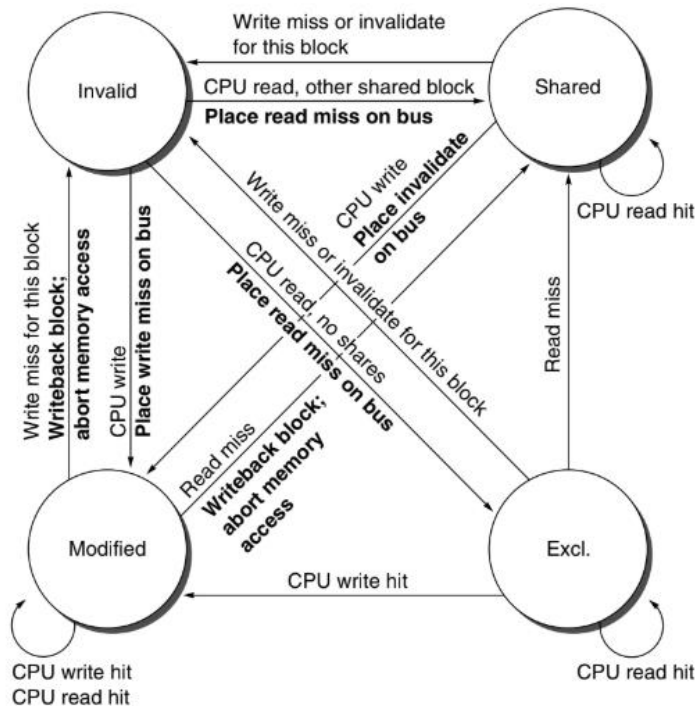 Write miss or invalidate
for this block
Invalid
CPU read, other shared block
Place read miss on bus
Shared
CPU read hit
CPU write
Place invalidate
on bus
Write miss or invalidate for this block
CPU read, no shares
Place read miss on bus
Write miss for this block
Writeback block;
abort memory access
CPU write
Place write miss on bus
Read miss
Read miss
Writeback block;
abort memory
access
Modified
Excl.
CPU write hit
CPU write hit
CPU read hit
CPU read hit